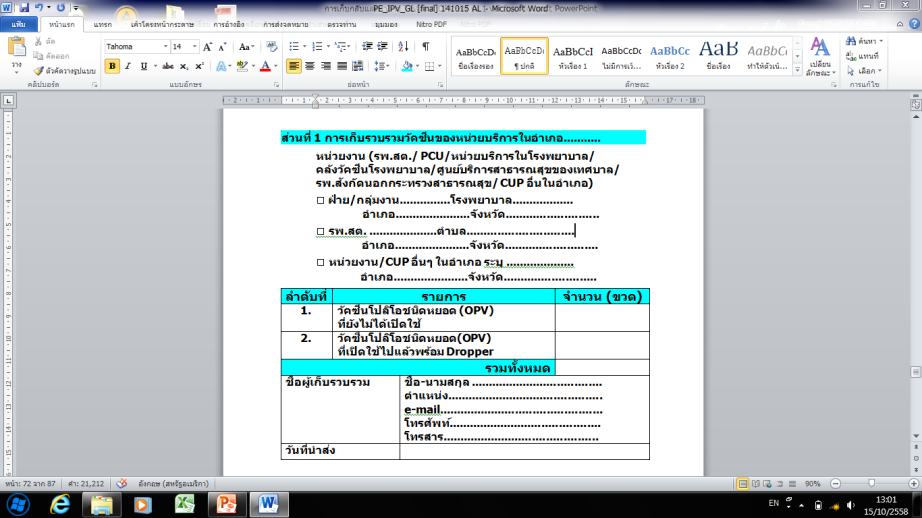 การเก็บกลับแลPE_IPV_GL [final] 141015 AL - Microsoft Word PowerPoint
แฟ้ม หน้าแรก แทรก เค้าโครงหน้ากระดาษ การอ้างอิง การส่งจดหมาย ตรวจทาน มุมมอง Nitro PDF
วาง
ตัด
คัดลอก
ตัวคัดวางรูปแบบ
คลิปบอร์ด
Tahoma 14
แบบอักษร
ย่อหน้า
AaBbCcDc AaBbCcDc AaBbCcI AaBbCcDc AaBbCc AaB AaBbCcL
ชื่อเรื่องรอง ¶ ปกติ หัวเรื่อง 1 ไม่มีการเว้... หัวเรื่อง 2 ชื่อเรื่อง ทำให้ตัวเน้...
เปลี่ยน
ลักษณะ
ลักษณะ
ค้นหา
แทนที่
เลือก
การแก้ไข
ส่วนที่ 1 การเก็บรวบรวมวัคซีนของหน่วยบริการในอำเภอ...........
หน่วยงาน (รพ.สต./ PCU/หน่วยบริการในโรงพยาบาล/
คลังวัคซีนโรงพยาบาล/ศูนย์บริการสาธารณสุขของเทศบาล/
รพ.สังกัดนอกกระทรวงสาธารณสุข/ CUP อื่นในอำเภอ)
☐ ฝ่าย/กลุ่มงาน...............โรงพยาบาล..................
อำเภอ......................จังหวัด............................
☐ รพ.สต. ....................ตำบล................................
อำเภอ......................จังหวัด............................
☐ หน่วยงาน/CUP อื่นๆ ในอำเภอ ระบุ ....................
อำเภอ......................จังหวัด............................
ลำดับที่ รายการ จำนวน (ขวด)
1. วัคซีนโปลิโอชนิดหยอด (OPV)
ที่ยังไม่ได้เปิดใช้
2. วัคซีนโปลิโอชนิดหยอด(OPV)
ที่เปิดใช้ไปแล้วพร้อม Dropper
รวมทั้งหมด
ชื่อผู้เก็บรวบรวม ชื่อ-นามสกุล .......................................
ตำแหน่ง..............................................
e-mail.................................................
โทรศัพท์.............................................
โทรสาร..............................................
วันที่นำส่ง
หน้า: 72 จาก 87 คำ: 21,212 อังกฤษ (สหรัฐอเมริกา) 90%
EN 13:01
15/10/2558